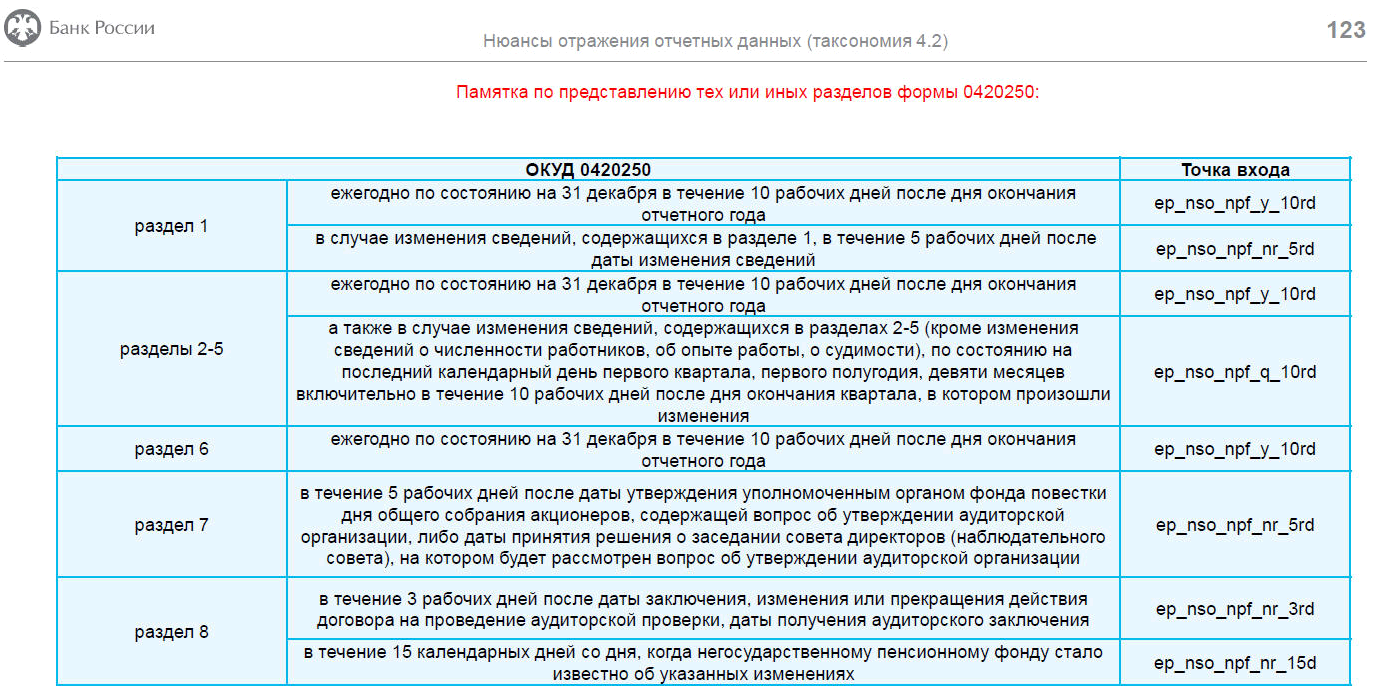 Банк России
Нюансы отражения отчетных данных (таксономия 4.2)
123
Памятка по представлению тех или иных разделов формы 0420250:
ОКУД 0420250
Точка входа
раздел 1
ежегодно по состоянию на 31 декабря в течение 10 рабочих дней после дня окончания
отчетного года
ep_nso_npf_y_10rd
в случае изменения сведений, содержащихся в разделе 1, в течение 5 рабочих дней после
даты изменения сведений
ep_nso_npf_nr_5rd
разделы 2-5
ежегодно по состоянию на 31 декабря в течение 10 рабочих дней после дня окончания
отчетного года
ep_nso_npf_y_10rd
а также в случае изменения сведений, содержащихся в разделах 2-5 (кроме изменения
сведений о численности работников, об опыте работы, о судимости), по состоянию на
последний календарный день первого квартала, первого полугодия, девяти месяцев
включительно в течение 10 рабочих дней после дня окончания квартала, в котором произошли
изменения
ep_nso_npf_q_10rd
раздел 6
ежегодно по состоянию на 31 декабря в течение 10 рабочих дней после дня окончания
отчетного года
ep_nso_npf_y_10rd
раздел 7
в течение 5 рабочих дней после даты утверждения уполномоченным органом фонда повестки
дня общего собрания акционеров, содержащей вопрос об утверждении аудиторской
организации, либо даты принятия решения о заседании совета директоров (наблюдательного
совета), на котором будет рассмотрен вопрос об утверждении аудиторской организации
ep_nso_npf_nr_5rd
раздел 8
в течение 3 рабочих дней после даты заключения, изменения или прекращения действия
договора на проведение аудиторской проверки, даты получения аудиторского заключения
ep_nso_npf_nr_3rd
в течение 15 календарных дней со дня, когда негосударственному пенсионному фонду стало
известно об указанных изменениях
ep_nso_npf_nr_15d